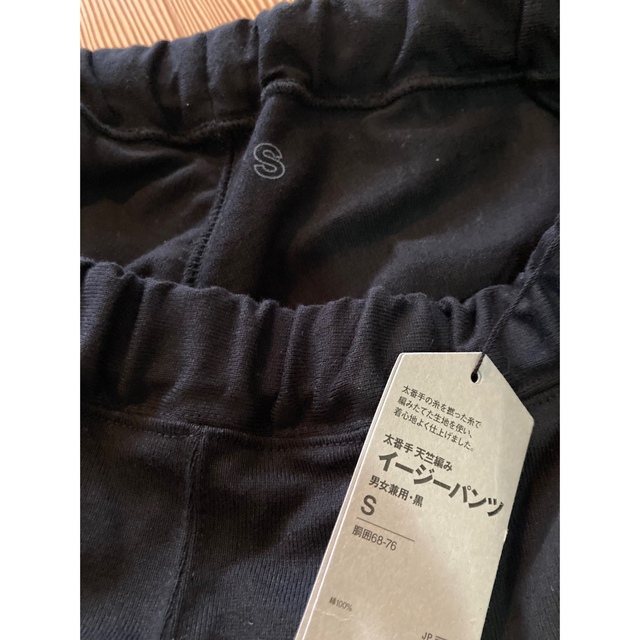 S
太番手の糸を撚った糸で
編みたてた生地を使い、
着心地よく仕上げました。
太番手 天竺編み
イージーパンツ
男女兼用・黒
S
胴囲68-76
綿100%
JP